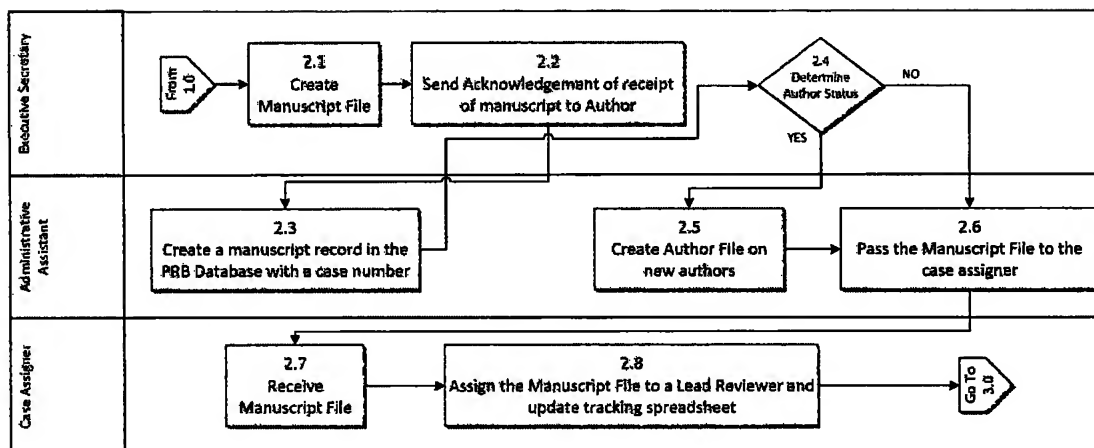 Executive Secretary
From
1.0
2.1
Create
Manuscript File
2.2
Send Acknowledgement of receipt
of manuscript to Author
2.4
Determine
Author Status
NO
YES
Administrative
Assistant
2.3
Create a manuscript record in the
PRB Database with a case number
2.5
Create Author File on
new authors
2.6
Pass the Manuscript File to the
case assigner
Case Assigner
2.7
Receive
Manuscript File
2.8
Assign the Manuscript File to a Lead Reviewer and
update tracking spreadsheet
Go To
3.0